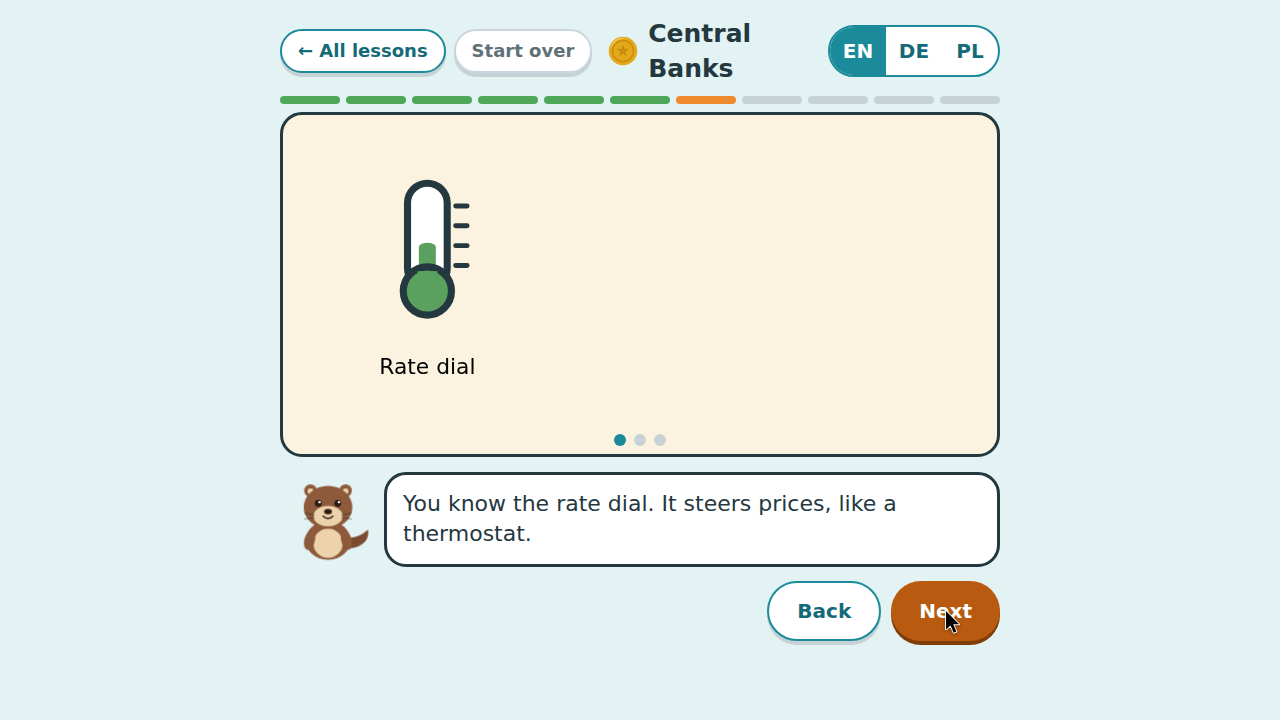 ← All lessons
Start over
Central
Banks
EN DE PL
Rate dial
You know the rate dial. It steers prices, like a
thermostat.
Back
Next